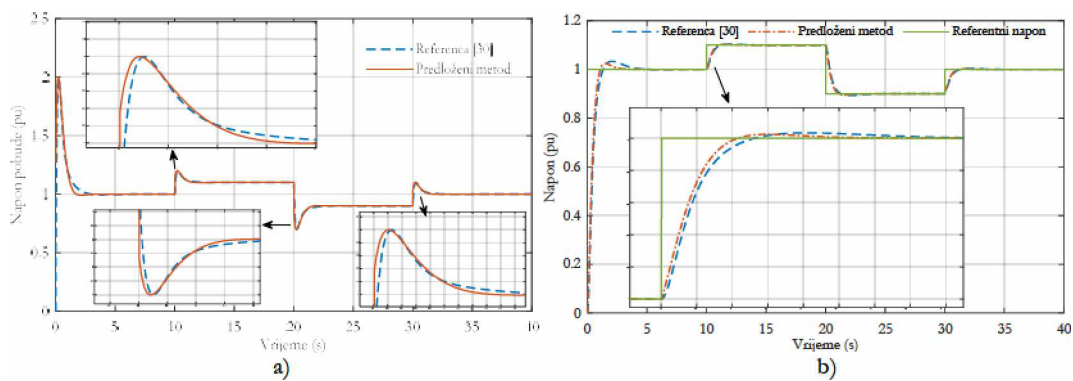 a)
2.5
2
1.5
1
0.5
0
0 5 10 15 20 25 30 35 40
Napon pobude (pu)
Vrijeme (s)
Referenca [30]
Predloženi metod
a)
b)
1.2
1
0.8
0.6
0.4
0.2
0
0 5 10 15 20 25 30 35 40
Napon (pu)
Vrijeme (s)
Referenca [30] Predloženi metod Referentni napon
b)